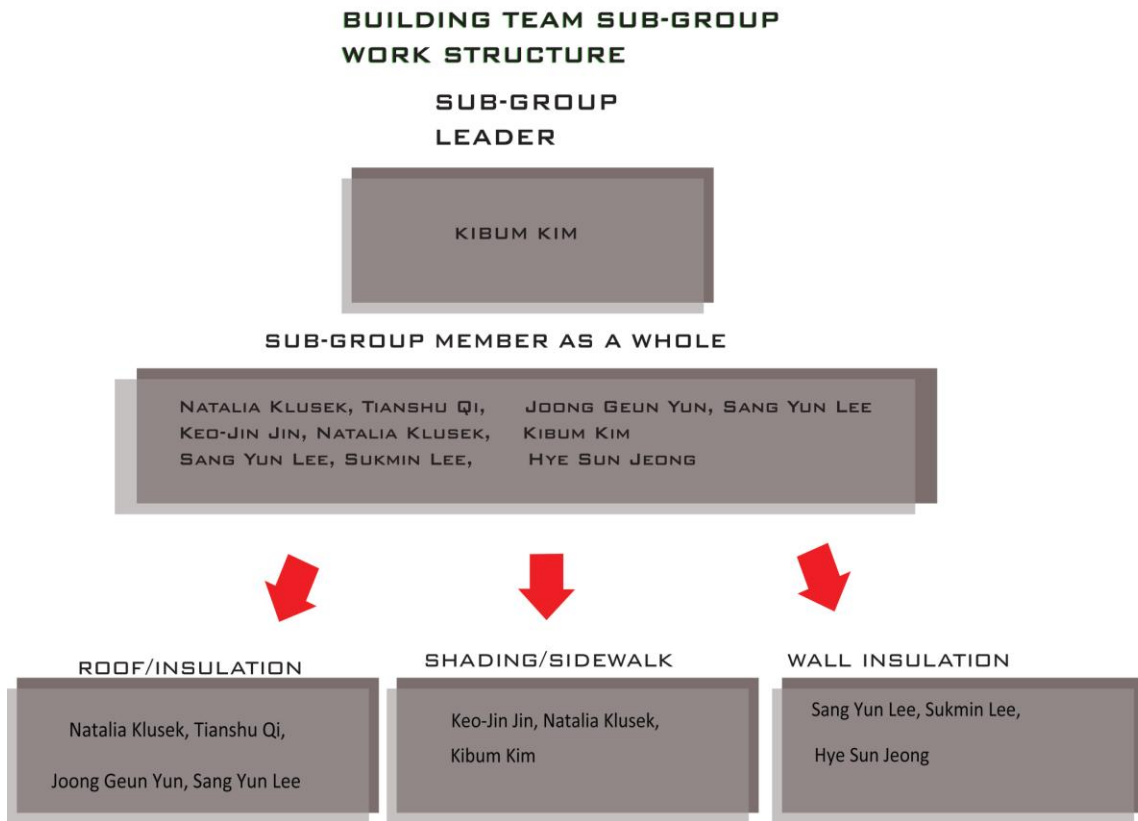 BUILDING TEAM SUB-GROUP
WORK STRUCTURE
SUB-GROUP
LEADER
KIBUM KIM
SUB-GROUP MEMBER AS A WHOLE
NATALIA KLUSEK, TIANSHU QI, JOONG GEUN YUN, SANG YUN LEE
KEO-JIN JIN, NATALIA KLUSEK, KIBUM KIM
SANG YUN LEE, SUKMIN LEE, HYE SUN JEONG
ROOF/INSULATION
Natalia Klusek, Tianshu Qi,
Joong Geun Yun, Sang Yun Lee
SHADING/SIDEWALK
Keo-Jin Jin, Natalia Klusek,
Kibum Kim
WALL INSULATION
Sang Yun Lee, Sukmin Lee,
Hye Sun Jeong